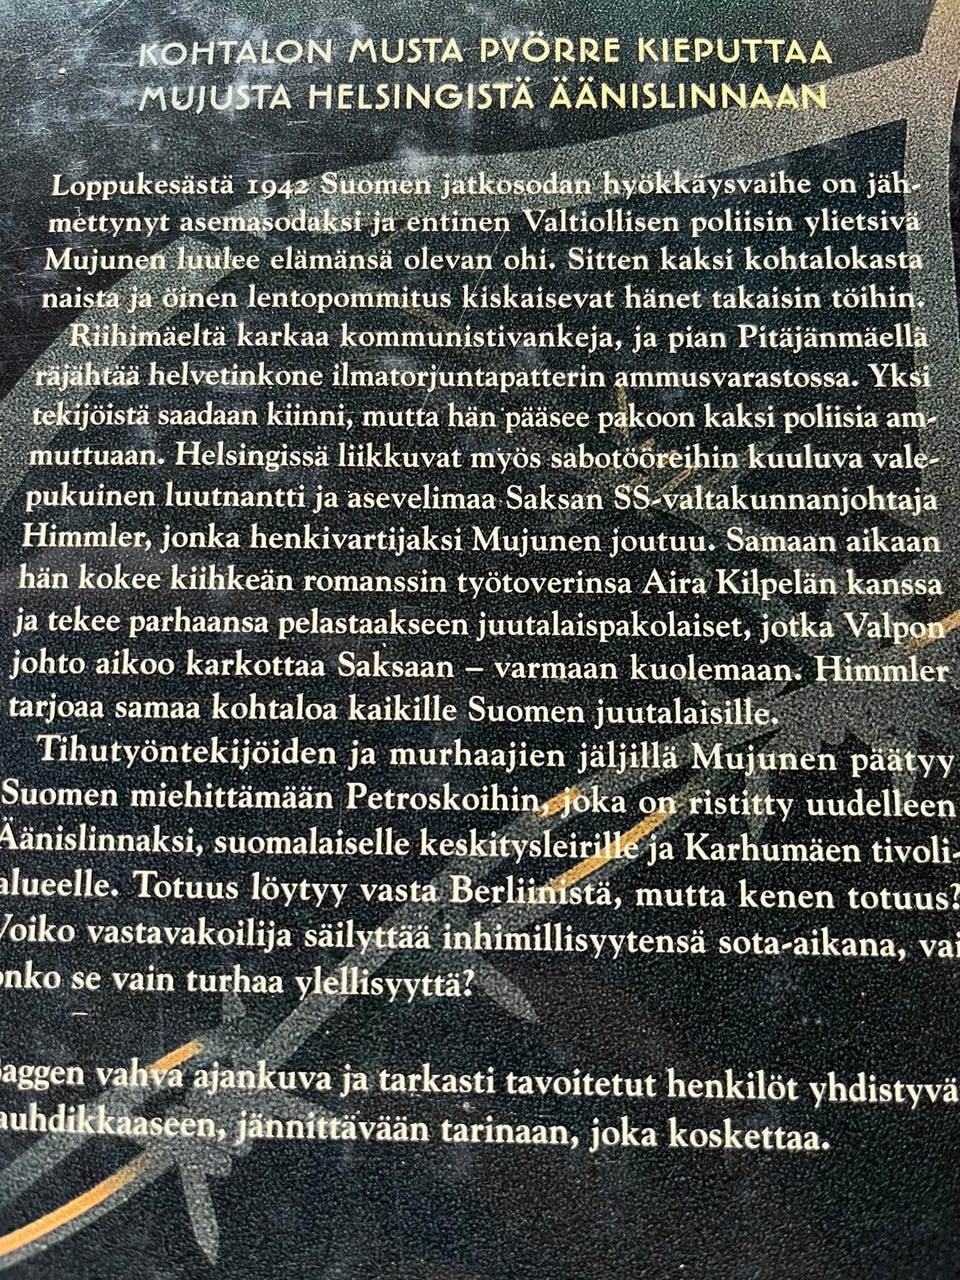 KOHTALON MUSTA PYÖRRE KIEPUTTAA
MUJUSTA HELSINGISTÄ ÄÄNISLINNAAN
Loppukesästä 1942 Suomen jatkosodan hyökkäysvaihe on jäh-
mettynyt asemasodaksi ja entinen Valtiollisen poliisin ylietsivä
Mujunen luulee elämänsä olevan ohi. Sitten kaksi kohtalokasta
naista ja öinen lentopommitus kiskaisevat hänet takaisin töihin.
Riihimäeltä karkaa kommunistivankeja, ja pian Pitäjänmäellä
räjähtää helvetinkone ilmatorjuntapatterin ammusvarastossa. Yksi
tekijöistä saadaan kiinni, mutta hän pääsee pakoon kaksi poliisia am-
muttuaan. Helsingissä liikkuvat myös sabotööreihin kuuluva vale-
pukuinen luutnantti ja asevelimaa Saksan SS-valtakunnanjohtaja
Himmler, jonka henkivartijaksi Mujunen joutuu. Samaan aikaan
hän kokee kiihkeän romanssin työtoverinsa Aira Kilpelän kanssa
ja tekee parhaansa pelastaakseen juutalaispakolaiset, jotka Valpon
johto aikoo karkottaa Saksaan – varmaan kuolemaan. Himmler
tarjoaa samaa kohtaloa kaikille Suomen juutalaisille.
Tihutyöntekijöiden ja murhaajien jäljillä Mujunen päätyy
Suomen miehittämään Petroskoihin, joka on ristitty uudelleen
Äänislinnaksi, suomalaiselle keskitysleirille ja Karhumäen tivoli-
alueelle. Totuus löytyy vasta Berliinistä, mutta kenen totuus?
Voiko vastavakoilija säilyttää inhimillisyytensä sota-aikana, vai
onko se vain turhaa ylellisyyttä?
aggen vahva ajankuva ja tarkasti tavoitetut henkilöt yhdistyvä
auhdikkaaseen, jännittävään tarinaan, joka koskettaa.